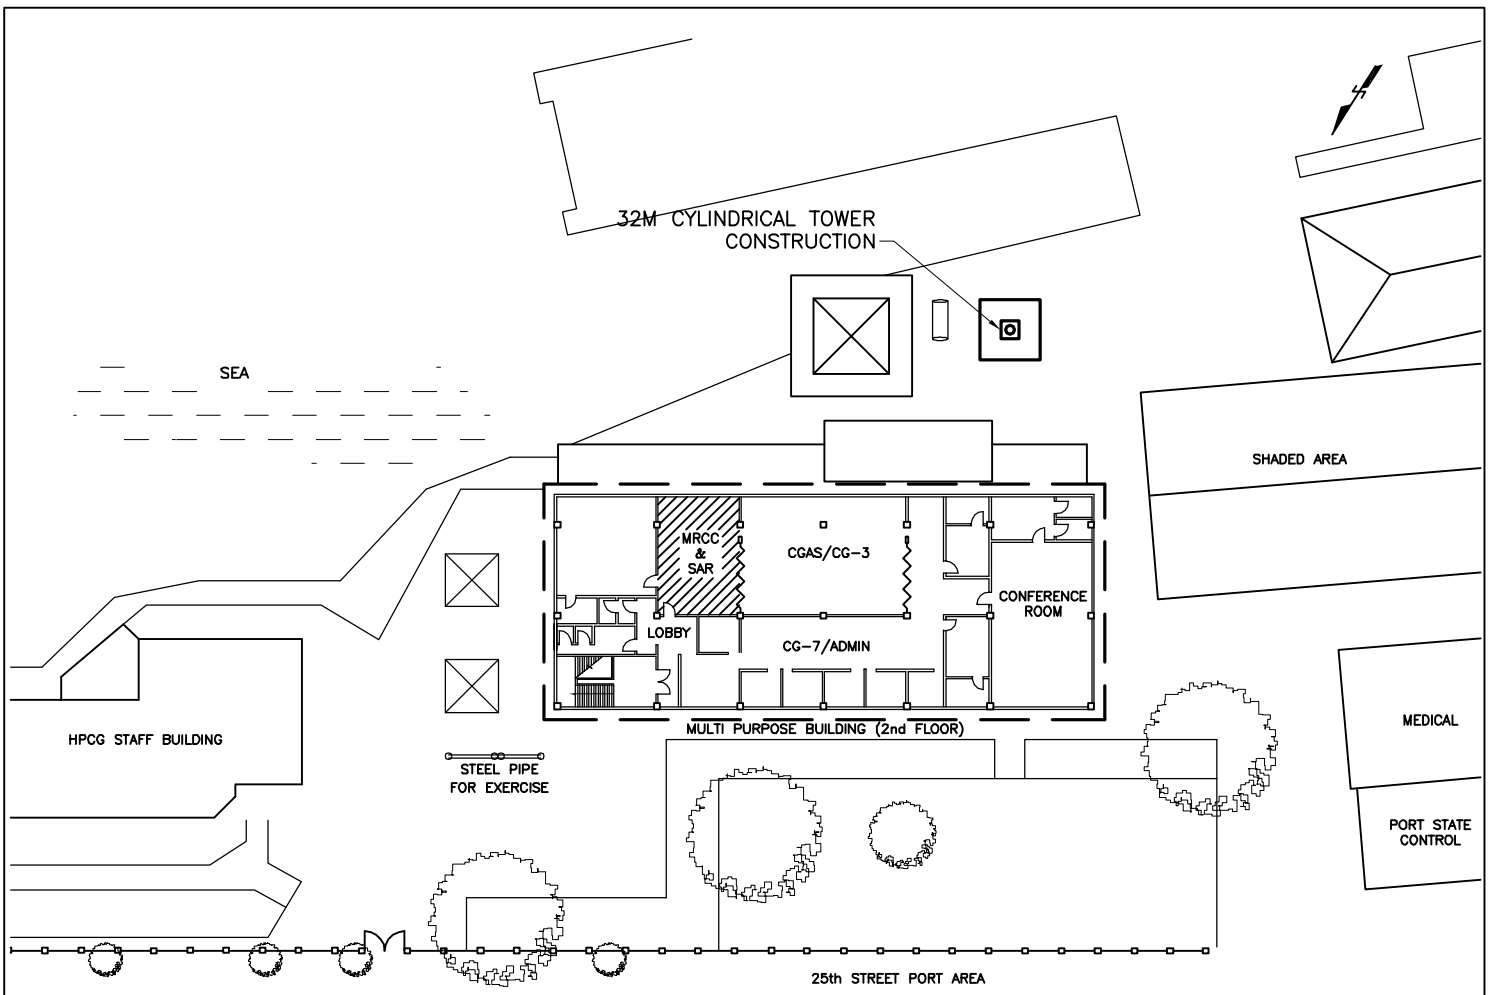 32M CYLINDRICAL TOWER
CONSTRUCTION
SEA
SHADED AREA
MRCC
&
SAR
CGAS/CG-3
CONFERENCE
ROOM
LOBBY
CG-7/ADMIN
MULTI PURPOSE BUILDING (2nd FLOOR)
HPCG STAFF BUILDING
STEEL PIPE
FOR EXERCISE
MEDICAL
PORT STATE
CONTROL
25th STREET PORT AREA